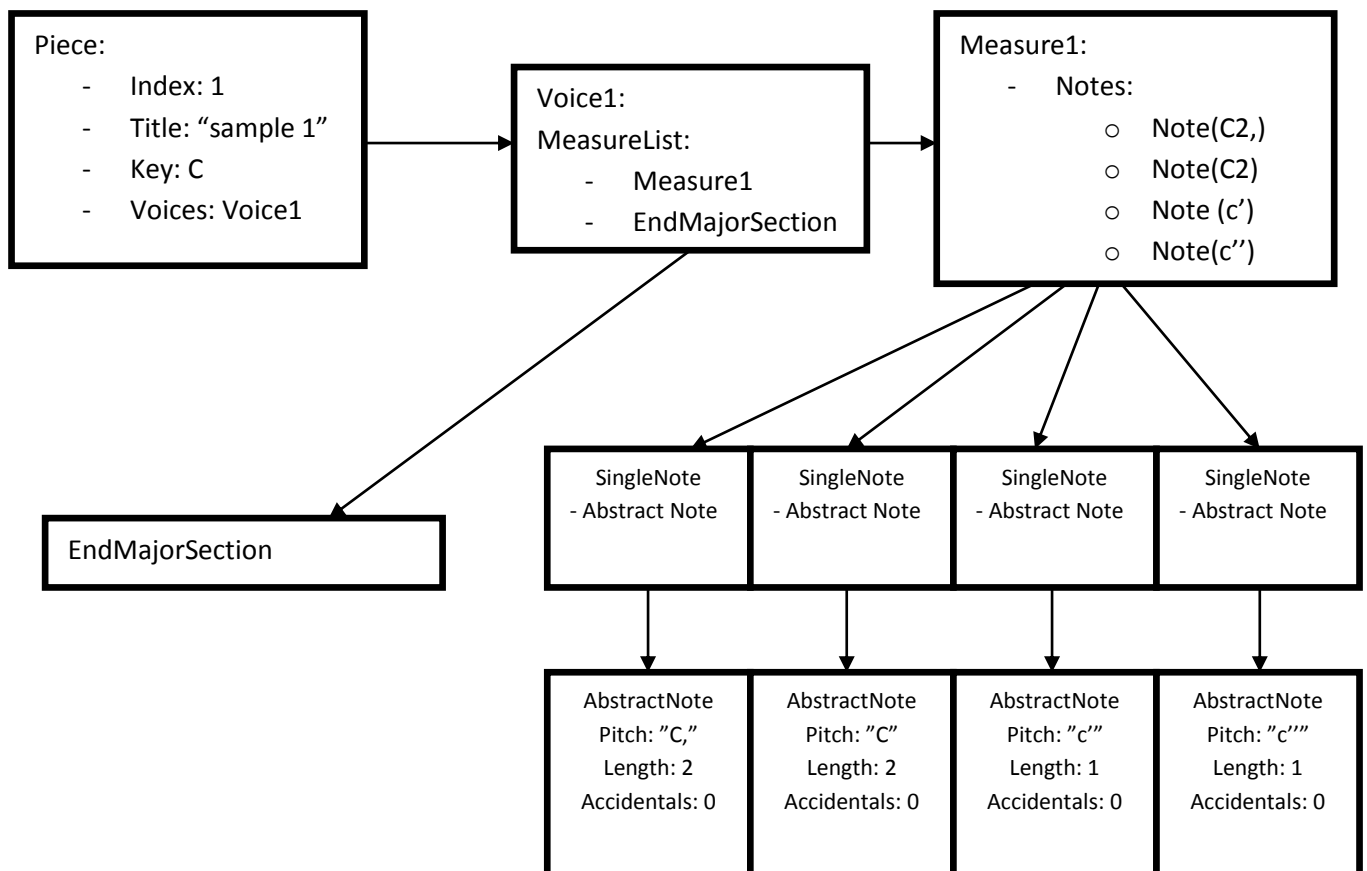 Piece:
- Index: 1
- Title: “sample 1”
- Key: C
- Voices: Voice1
Voice1:
MeasureList:
- Measure1
- EndMajorSection
Measure1:
- Notes:
o Note(C2,)
o Note(C2)
o Note (c’)
o Note(c’’)
SingleNote
- Abstract Note
SingleNote
- Abstract Note
SingleNote
- Abstract Note
SingleNote
- Abstract Note
EndMajorSection
AbstractNote
Pitch: ”C,”
Length: 2
Accidentals: 0
AbstractNote
Pitch: ”C”
Length: 2
Accidentals: 0
AbstractNote
Pitch: ”c’”
Length: 1
Accidentals: 0
AbstractNote
Pitch: ”c’’”
Length: 1
Accidentals: 0